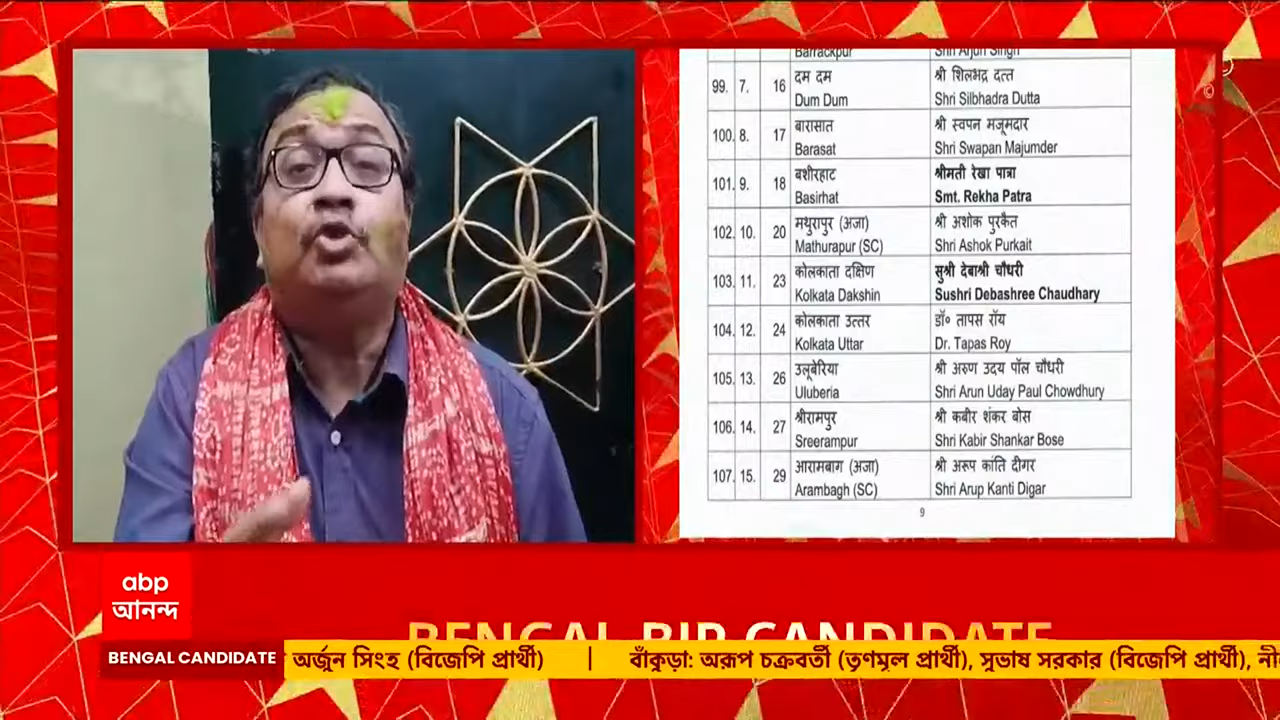 Barrackpur Shri Arjun Singh
99. 7. 16 दम दम श्री शिलभद्र दत्त
Dum Dum Shri Silbhadra Dutta
100. 8. 17 बारासात श्री स्वपन मजूमदार
Barasat Shri Swapan Majumder
101. 9. 18 बशीरहाट श्रीमती रेखा पात्रा
Basirhat Smt. Rekha Patra
102. 10. 20 मथुरापुर (अजा) श्री अशोक पुरकैत
Mathurapur (SC) Shri Ashok Purkait
103. 11. 23 कोलकाता दक्षिण सुश्री देबाश्री चौधरी
Kolkata Dakshin Sushri Debashree Chaudhary
104. 12. 24 कोलकाता उत्तर डॉ॰ तापस रॉय
Kolkata Uttar Dr. Tapas Roy
105. 13. 26 उलूबेरिया श्री अरुण उदय पॉल चौधरी
Uluberia Shri Arun Uday Paul Chowdhury
106. 14. 27 श्रीरामपुर श्री कबीर शंकर बोस
Sreerampur Shri Kabir Shankar Bose
107. 15. 29 आरामबाग (अजा) श्री अरूप कांति दीगर
Arambagh (SC) Shri Arup Kanti Digar
9
abp
আনন্দ
BENGAL BJP CANDIDATE
BENGAL CANDIDATE অর্জুন সিংহ (বিজেপি প্রার্থী) | বাঁকুড়া: অরূপ চক্রবর্তী (তৃণমূল প্রার্থী), সুভাষ সরকার (বিজেপি প্রার্থী),